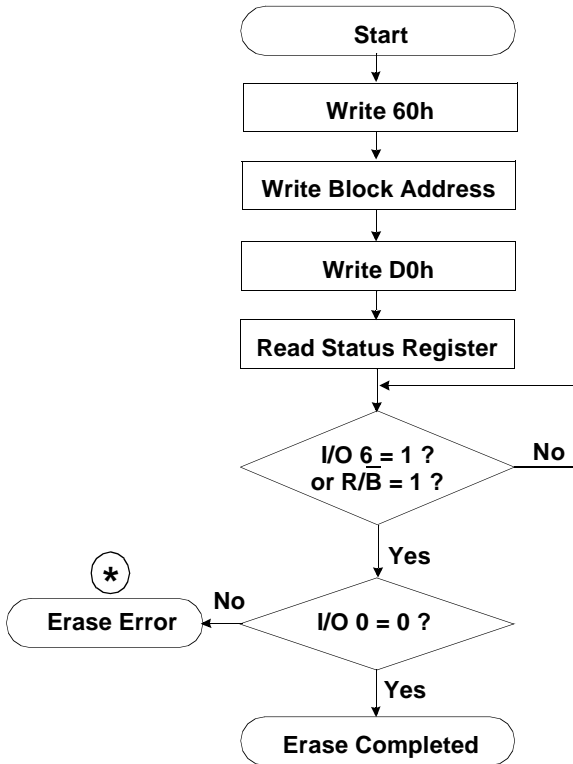 Start
Write 60h
Write Block Address
Write D0h
Read Status Register
I/O 6 = 1 ?
or R/B̅ = 1 ?
No
Yes
*
No
Erase Error
I/O 0 = 0 ?
Yes
Erase Completed